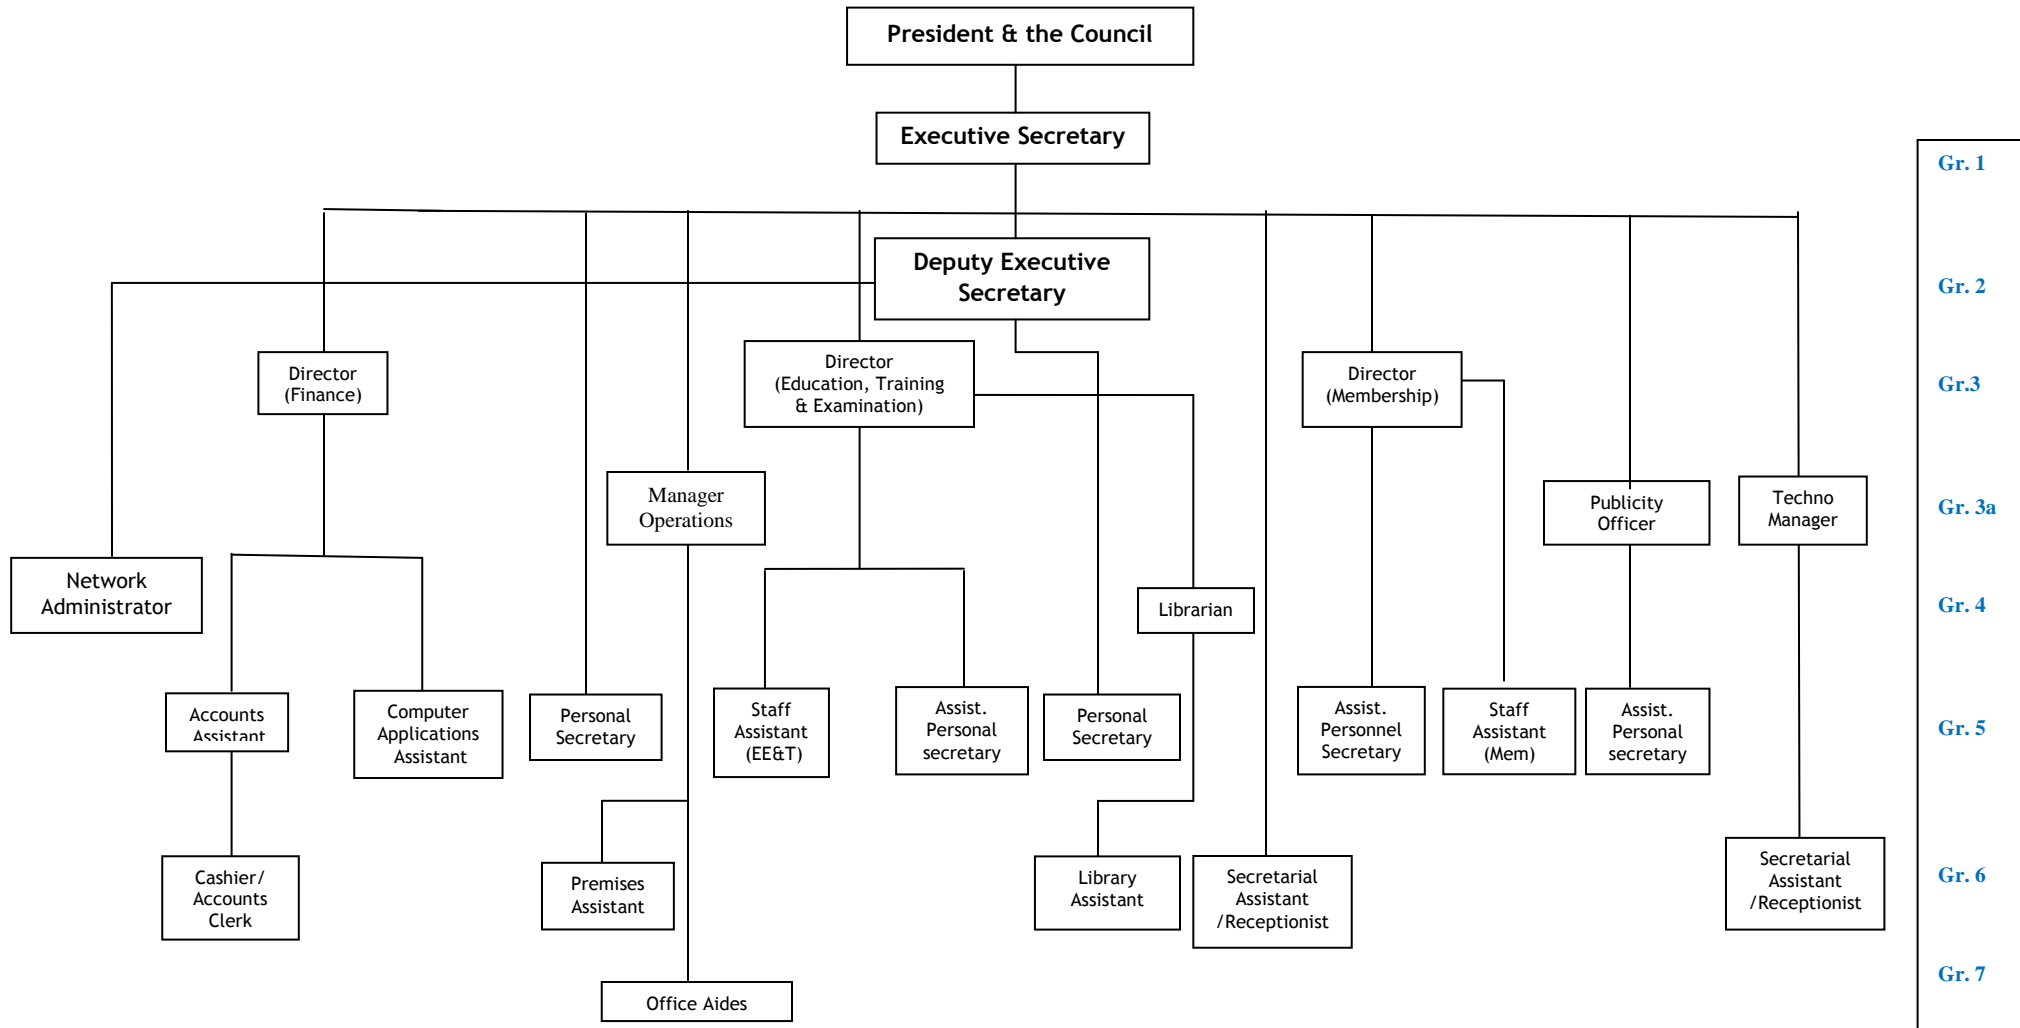 President & the Council
Executive Secretary
Gr. 1
Deputy Executive
Secretary
Gr. 2
Director
(Finance)
Director
(Education, Training
& Examination)
Director
(Membership)
Gr.3
Manager
Operations
Publicity
Officer
Techno
Manager
Gr. 3a
Network
Administrator
Librarian
Gr. 4
Accounts
Assistant
Computer
Applications
Assistant
Personal
Secretary
Staff
Assistant
(EE&T)
Assist.
Personal
secretary
Personal
Secretary
Assist.
Personnel
Secretary
Staff
Assistant
(Mem)
Assist.
Personal
secretary
Gr. 5
Cashier/
Accounts
Clerk
Premises
Assistant
Library
Assistant
Secretarial
Assistant
/Receptionist
Secretarial
Assistant
/Receptionist
Gr. 6
Office Aides
Gr. 7